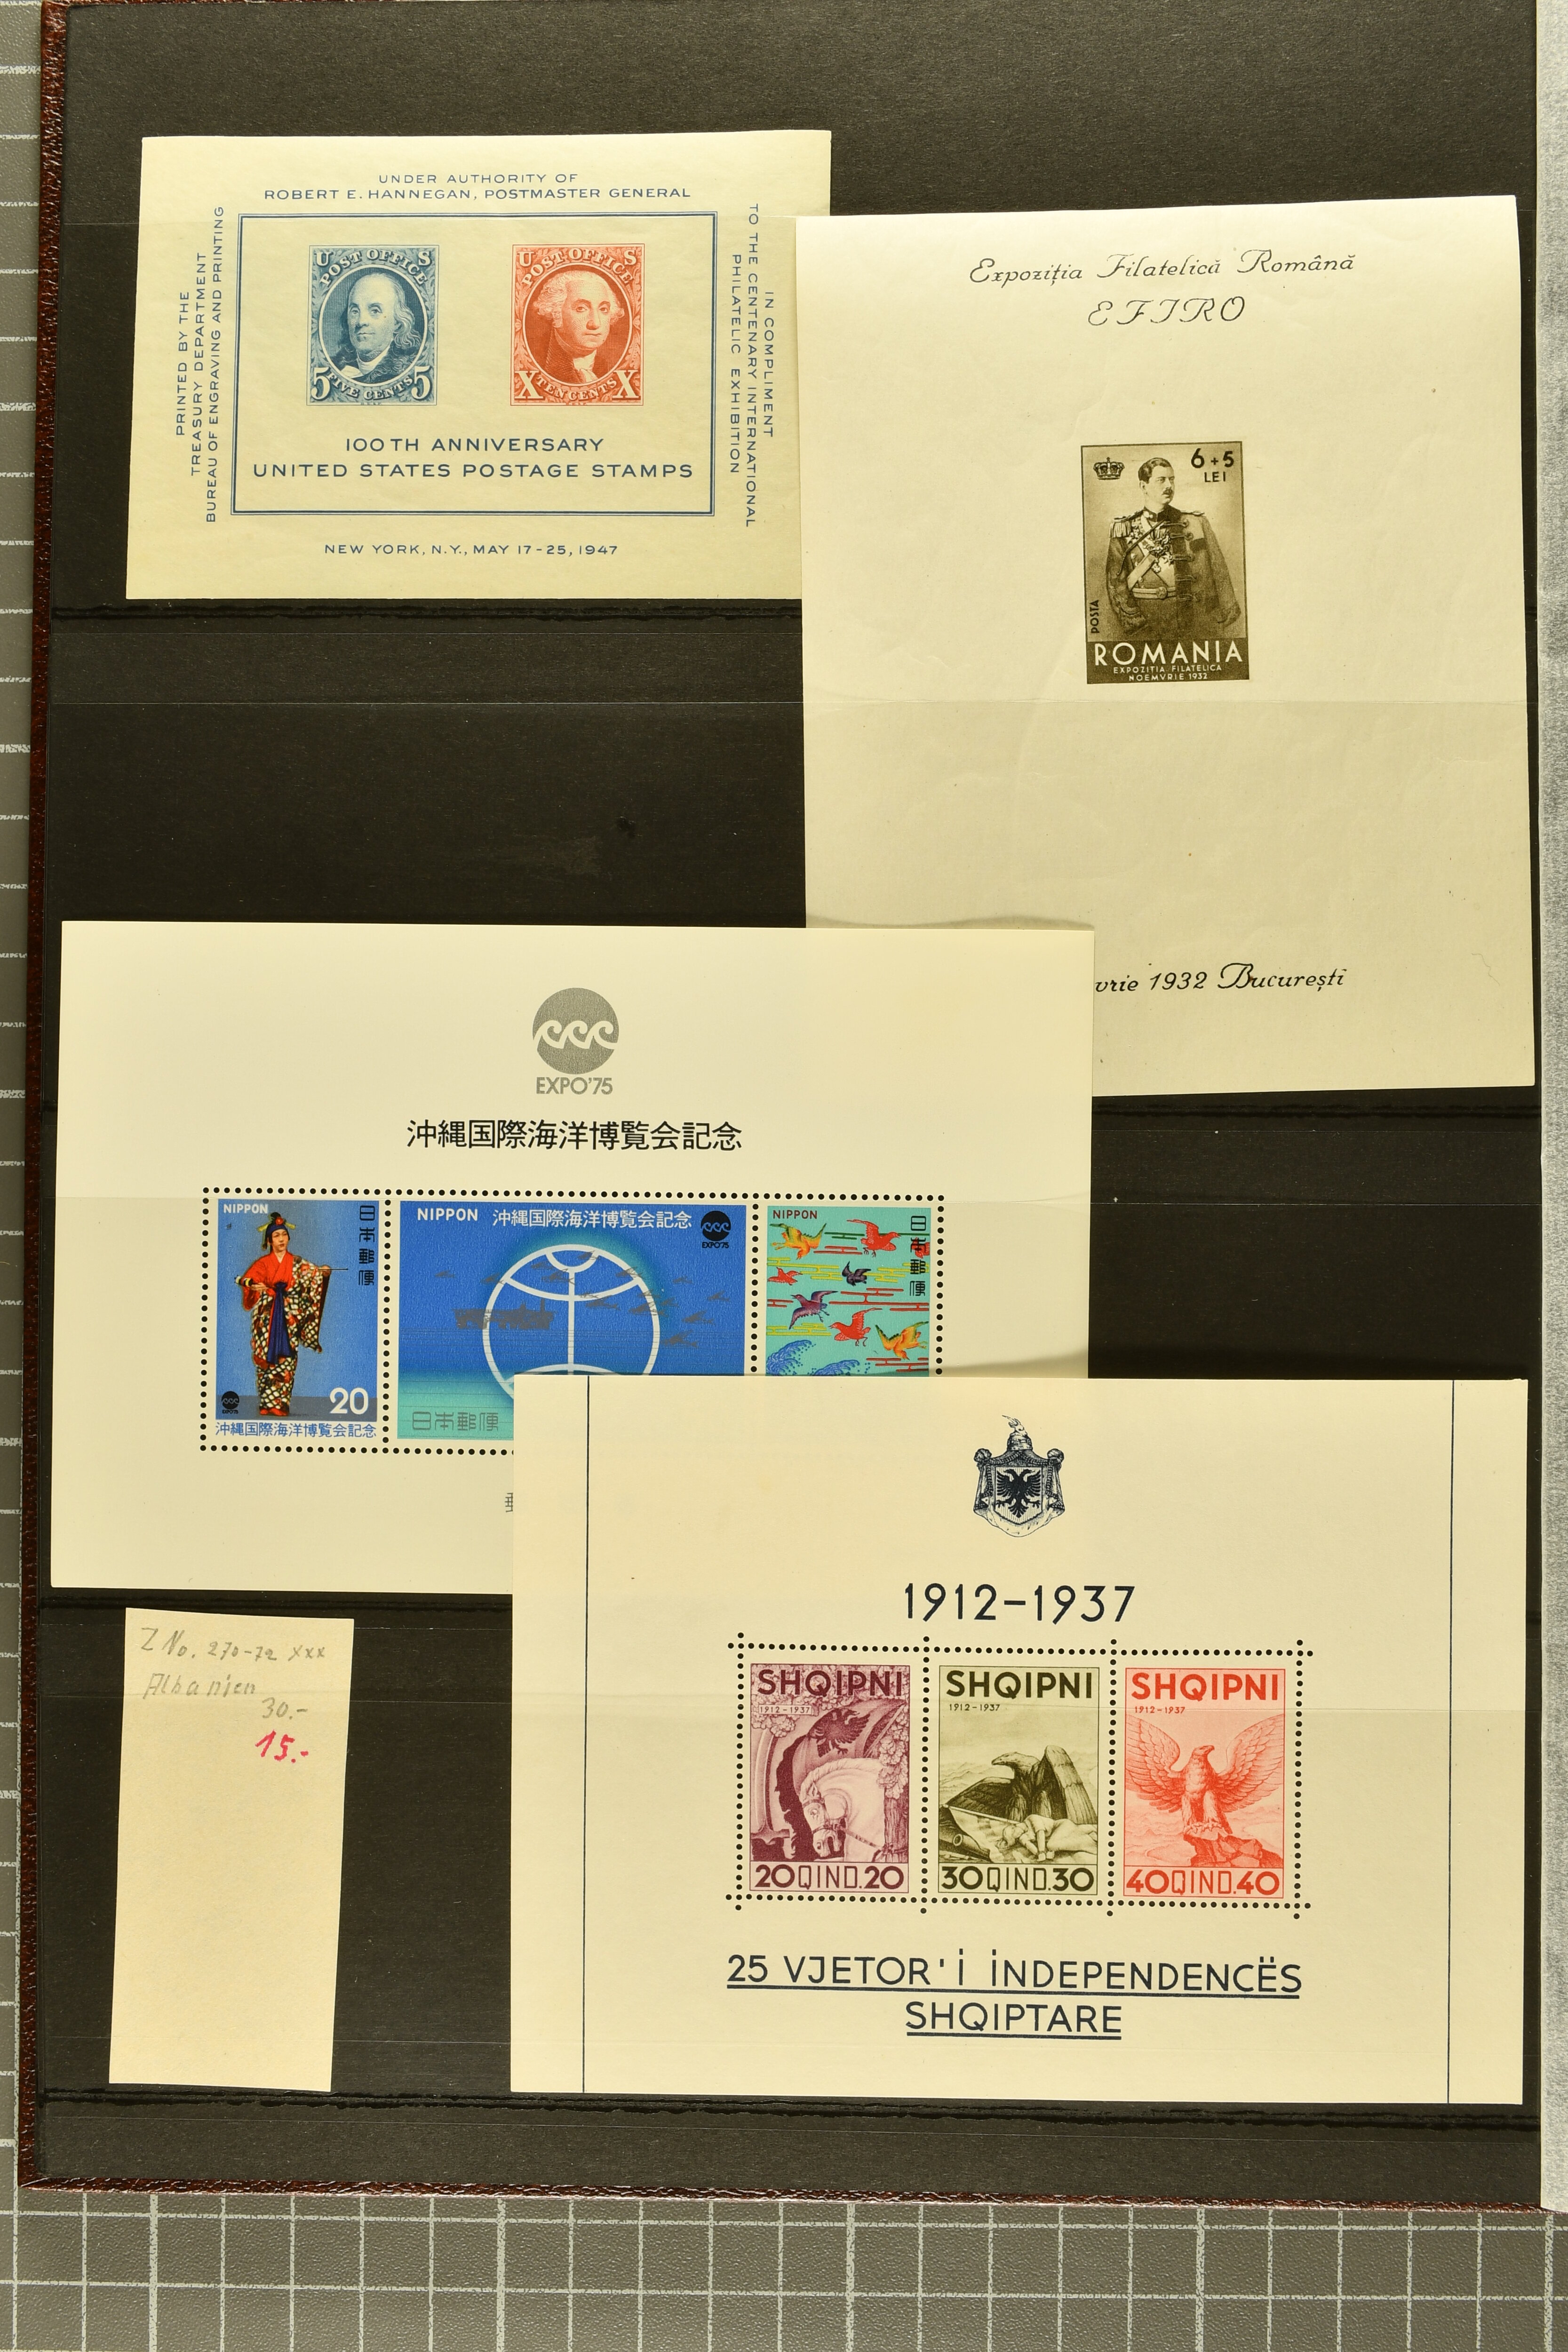 UNDER AUTHORITY OF
ROBERT E. HANNEGAN, POSTMASTER GENERAL
PRINTED BY THE
TREASURY DEPARTMENT
BUREAU OF ENGRAVING AND PRINTING
U S
POST OFFICE
5 FIVE CENTS 5
U S
POST OFFICE
X TEN CENTS X
IN COMPLIMENT
TO THE CENTENARY INTERNATIONAL
PHILATELIC EXHIBITION
100TH ANNIVERSARY
UNITED STATES POSTAGE STAMPS
NEW YORK, N.Y., MAY 17-25, 1947
Expoziția Filatelică Română
EFIRO
6+5
LEI
POSTA
ROMANIA
EXPOZITIA FILATELICA
NOEMVRIE 1932
vrie 1932 București
EXPO'75
沖縄国際海洋博覧会記念
NIPPON
日本郵便
20
沖縄国際海洋博覧会記念
NIPPON 沖縄国際海洋博覧会記念
EXPO'75
日本郵便
NIPPON
日本郵便
1912-1937
SHQIPNI
1912-1937
20 QIND. 20
SHQIPNI
1912-1937
30 QIND. 30
SHQIPNI
1912-1937
40 QIND. 40
25 VJETOR'I INDEPENDENCËS
SHQIPTARE
Z No. 270-72 xxx
Albanien
30.-
15.-